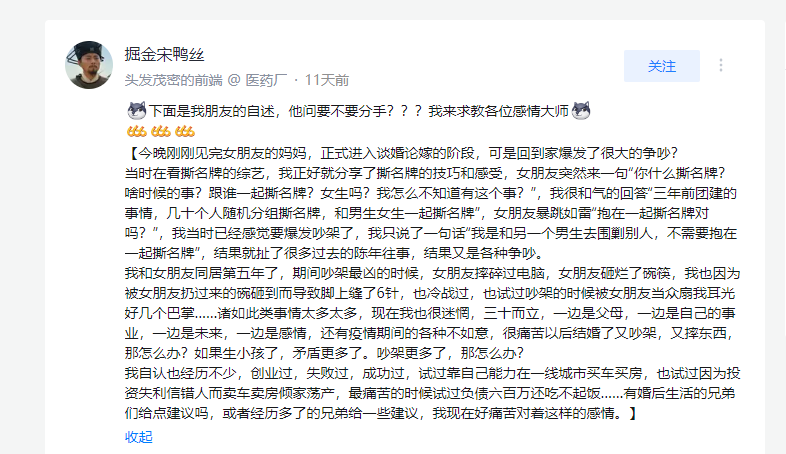 掘金宋鸭丝
头发茂密的前端 @ 医药厂 · 11天前
关注
下面是我朋友的自述，他问要不要分手？？？我来求教各位感情大师
【今晚刚刚见完女朋友的妈妈，正式进入谈婚论嫁的阶段，可是回到家爆发了很大的争吵？
当时在看撕名牌的综艺，我正好就分享了撕名牌的技巧和感受，女朋友突然来一句“你什么撕名牌？
啥时候的事？跟谁一起撕名牌？女生吗？我怎么不知道有这个事？”，我很和气的回答“三年前团建的
事情，几十个人随机分组撕名牌，和男生女生一起撕名牌”，女朋友暴跳如雷“抱在一起撕名牌对
吗？”，我当时已经感觉要爆发吵架了，我只说了一句话“我是和另一个男生去围剿别人，不需要抱在
一起撕名牌”，结果就扯了很多过去的陈年往事，结果又是各种争吵。
我和女朋友同居第五年了，期间吵架最凶的时候，女朋友摔碎过电脑，女朋友砸烂了碗筷，我也因为
被女朋友扔过来的碗砸到而导致脚上缝了6针，也冷战过，也试过吵架的时候被女朋友当众扇我耳光
好几个巴掌......诸如此类事情太多太多，现在我也很迷惘，三十而立，一边是父母，一边是自己的事
业，一边是未来，一边是感情，还有疫情期间的各种不如意，很痛苦以后结婚了又吵架，又摔东西，
那怎么办？如果生小孩了，矛盾更多了。吵架更多了，那怎么办？
我自认也经历不少，创业过，失败过，成功过，试过靠自己能力在一线城市买车买房，也试过因为投
资失利信错人而卖车卖房倾家荡产，最痛苦的时候试过负债六百万还吃不起饭......有婚后生活的兄弟
们给点建议吗，或者经历多了的兄弟给一些建议，我现在好痛苦对着这样的感情。】
收起